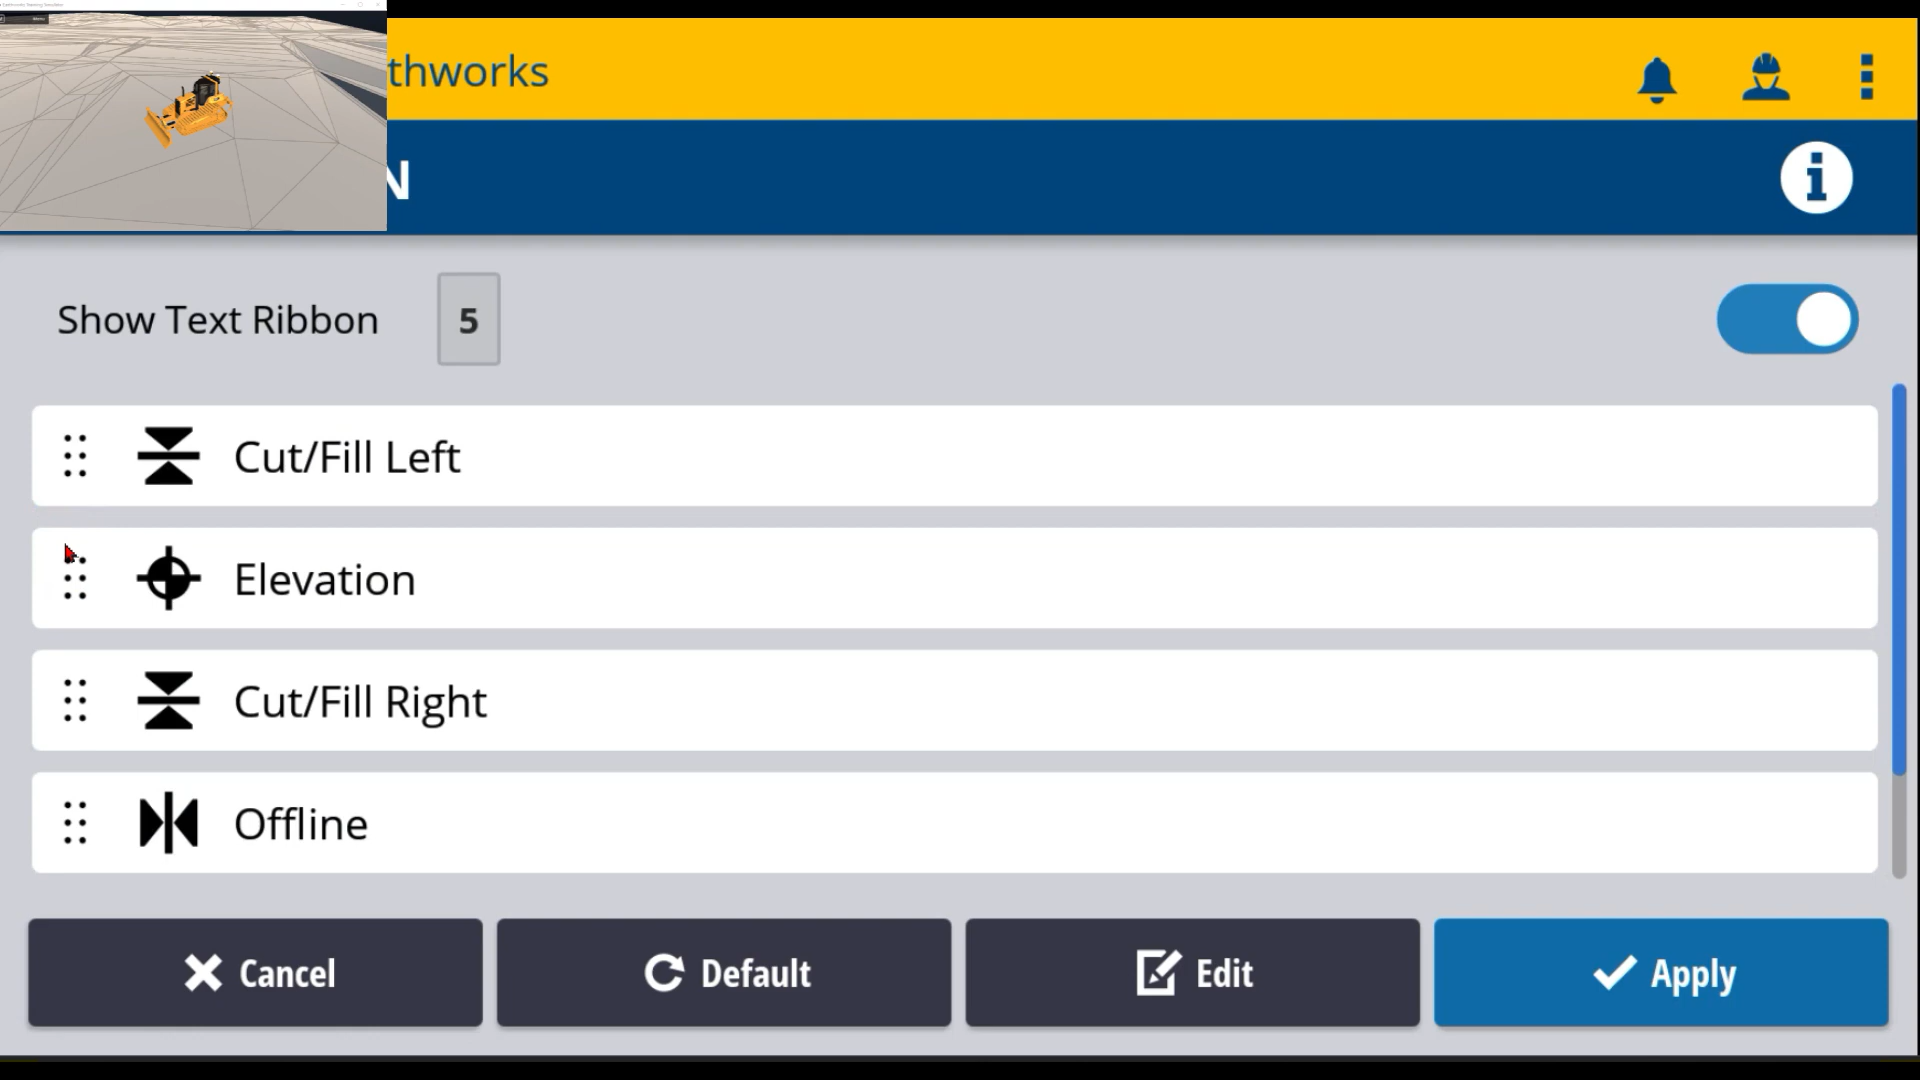 thworks
N
Show Text Ribbon 5
Cut/Fill Left
Elevation
Cut/Fill Right
Offline
Cancel
Default
Edit
Apply